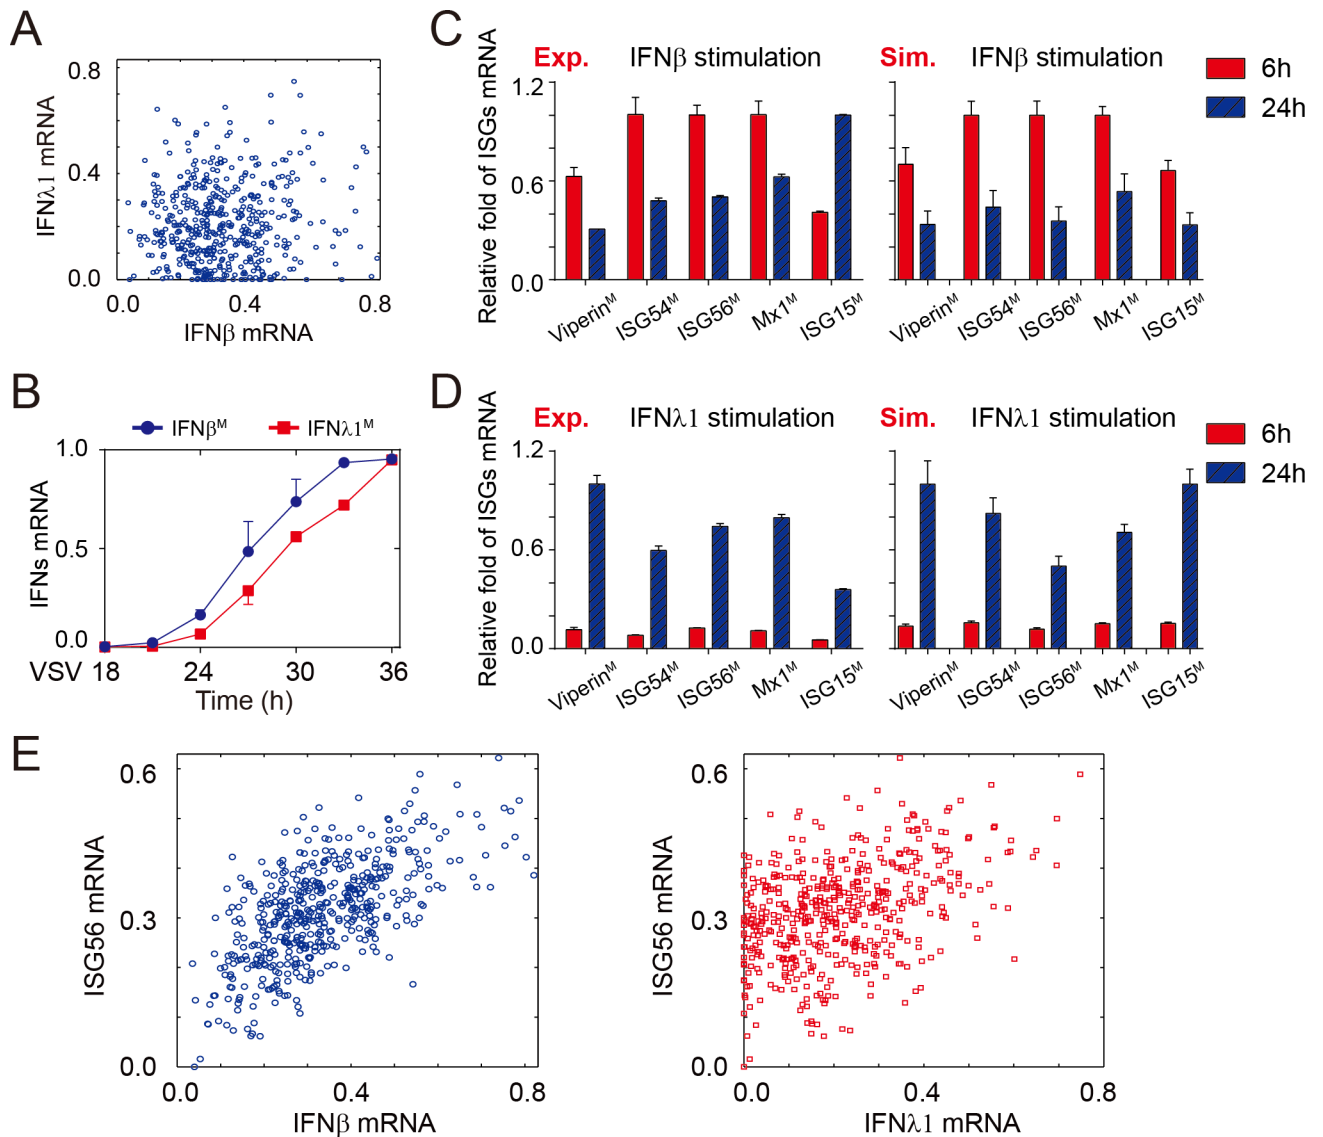 A
IFNλ1 mRNA
0.8
0.4
0.0
0.0 0.4 0.8
IFNβ mRNA
B
IFNβM IFNλ1M
IFNs mRNA
1.0
0.5
0.0
VSV 18 24 30 36
Time (h)
C
Relative fold of ISGs mRNA
Exp. IFNβ stimulation
Sim. IFNβ stimulation
6h
24h
1.2
0.6
0.0
ViperinM ISG54M ISG56M Mx1M ISG15M
ViperinM ISG54M ISG56M Mx1M ISG15M
D
Relative fold of ISGs mRNA
Exp. IFNλ1 stimulation
Sim. IFNλ1 stimulation
6h
24h
1.2
0.6
0.0
ViperinM ISG54M ISG56M Mx1M ISG15M
ViperinM ISG54M ISG56M Mx1M ISG15M
E
ISG56 mRNA
0.6
0.3
0.0
0.0 0.4 0.8
IFNβ mRNA
ISG56 mRNA
0.6
0.3
0.0
0.0 0.4 0.8
IFNλ1 mRNA